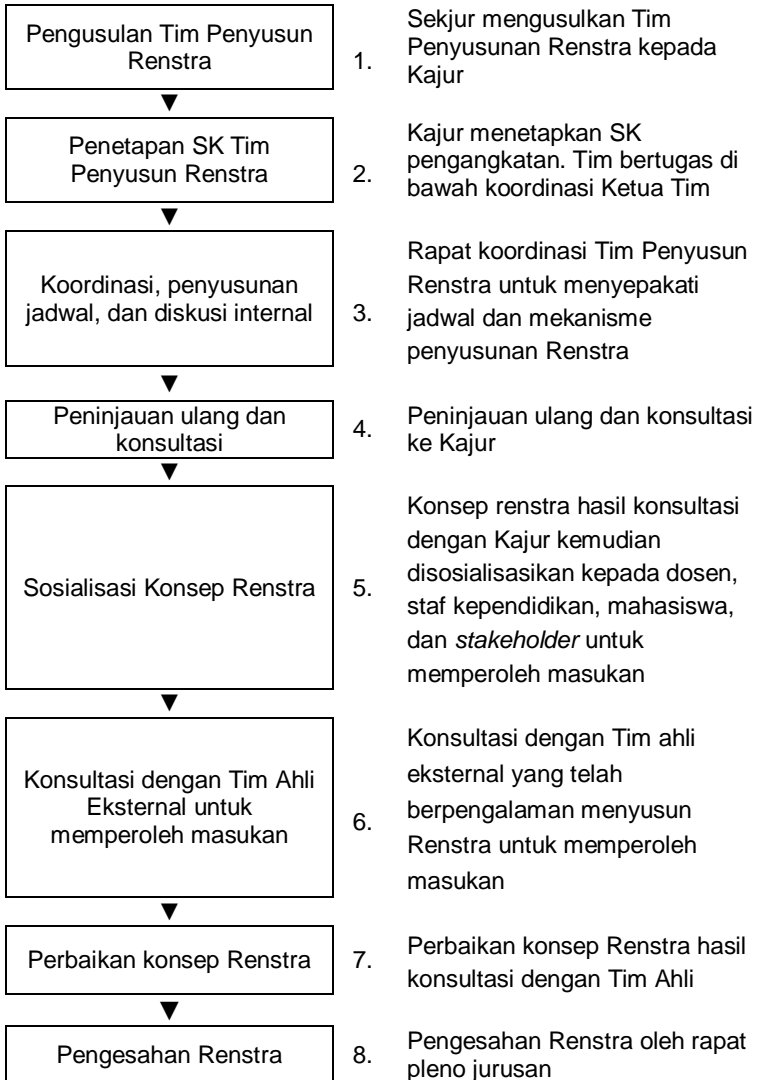 Pengusulan Tim Penyusun
Renstra
1.
Sekjur mengusulkan Tim
Penyusunan Renstra kepada
Kajur
▼
Penetapan SK Tim
Penyusun Renstra
2.
Kajur menetapkan SK
pengangkatan. Tim bertugas di
bawah koordinasi Ketua Tim
▼
Koordinasi, penyusunan
jadwal, dan diskusi internal
3.
Rapat koordinasi Tim Penyusun
Renstra untuk menyepakati
jadwal dan mekanisme
penyusunan Renstra
▼
Peninjauan ulang dan
konsultasi
4.
Peninjauan ulang dan konsultasi
ke Kajur
▼
Sosialisasi Konsep Renstra
5.
Konsep renstra hasil konsultasi
dengan Kajur kemudian
disosialisasikan kepada dosen,
staf kependidikan, mahasiswa,
dan stakeholder untuk
memperoleh masukan
▼
Konsultasi dengan Tim Ahli
Eksternal untuk
memperoleh masukan
6.
Konsultasi dengan Tim ahli
eksternal yang telah
berpengalaman menyusun
Renstra untuk memperoleh
masukan
▼
Perbaikan konsep Renstra
7.
Perbaikan konsep Renstra hasil
konsultasi dengan Tim Ahli
▼
Pengesahan Renstra
8.
Pengesahan Renstra oleh rapat
pleno jurusan